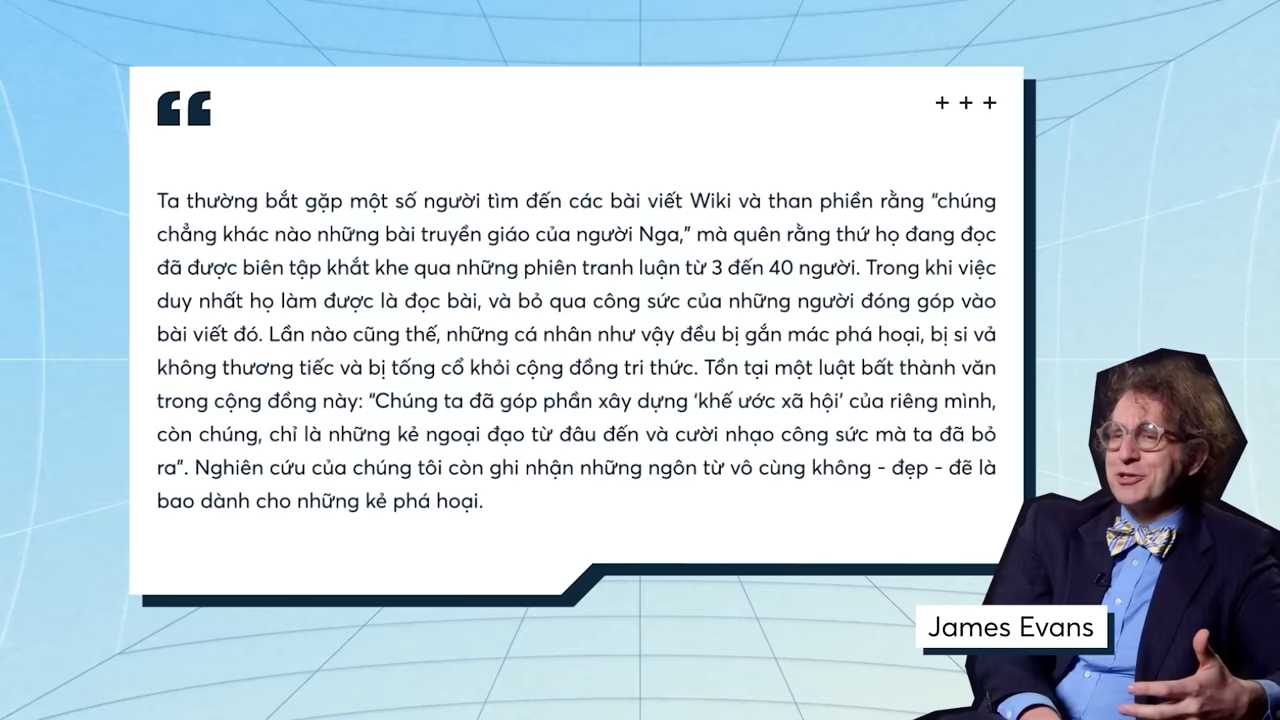 “
+ + +
Ta thường bắt gặp một số người tìm đến các bài viết Wiki và than phiền rằng “chúng
chẳng khác nào những bài truyền giáo của người Nga,” mà quên rằng thứ họ đang đọc
đã được biên tập khắt khe qua những phiên tranh luận từ 3 đến 40 người. Trong khi việc
duy nhất họ làm được là đọc bài, và bỏ qua công sức của những người đóng góp vào
bài viết đó. Lần nào cũng thế, những cá nhân như vậy đều bị gắn mác phá hoại, bị si vả
không thương tiếc và bị tống cổ khỏi cộng đồng tri thức. Tồn tại một luật bất thành văn
trong cộng đồng này: “Chúng ta đã góp phần xây dựng ‘khế ước xã hội’ của riêng mình,
còn chúng, chỉ là những kẻ ngoại đạo từ đâu đến và cười nhạo công sức mà ta đã bỏ
ra”. Nghiên cứu của chúng tôi còn ghi nhận những ngôn từ vô cùng không - đẹp - đẽ là
bao dành cho những kẻ phá hoại.
James Evans